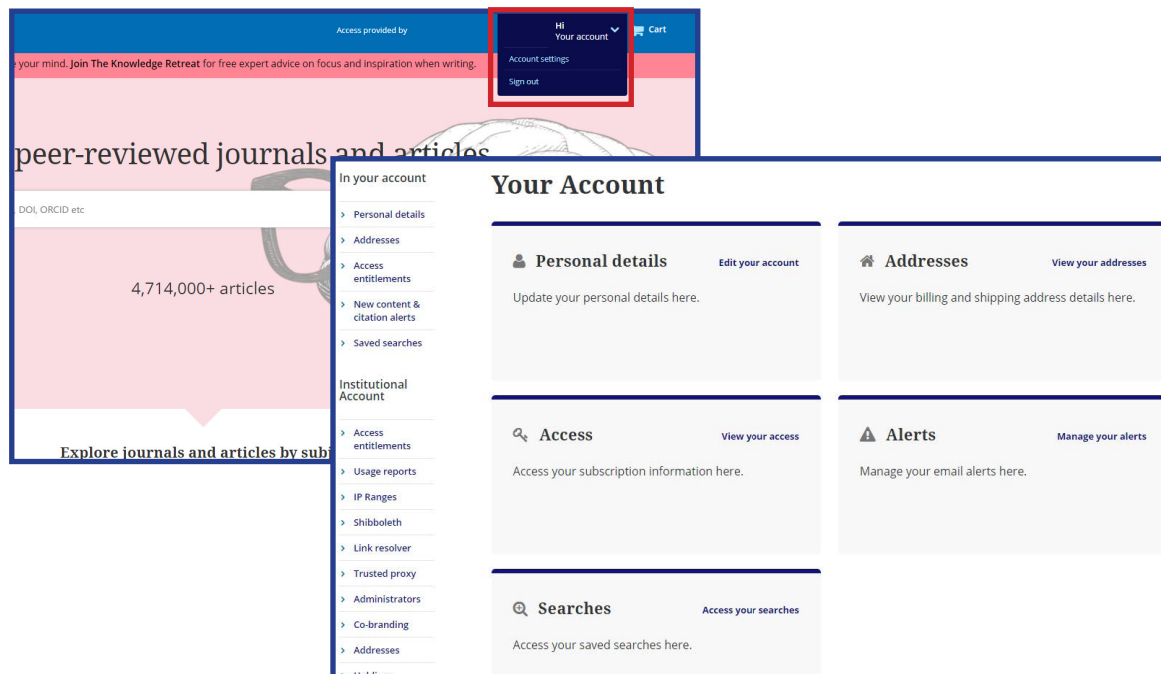 Access provided by
Hi
Your account
Cart
your mind. Join The Knowledge Retreat for free expert advice on focus and inspiration when writing.
Account settings
Sign out
peer-reviewed journals and articles
DOI, ORCID etc
4,714,000+ articles
Explore journals and articles by
In your account
Personal details
Addresses
Access
entitlements
New content &
citation alerts
Saved searches
Institutional
Account
Access
entitlements
Usage reports
IP Ranges
Shibboleth
Link resolver
Trusted proxy
Administrators
Co-branding
Addresses
Your Account
Personal details
Edit your account
Update your personal details here.
Addresses
View your addresses
View your billing and shipping address details here.
Access
View your access
Access your subscription information here.
Alerts
Manage your alerts
Manage your email alerts here.
Searches
Access your searches
Access your saved searches here.